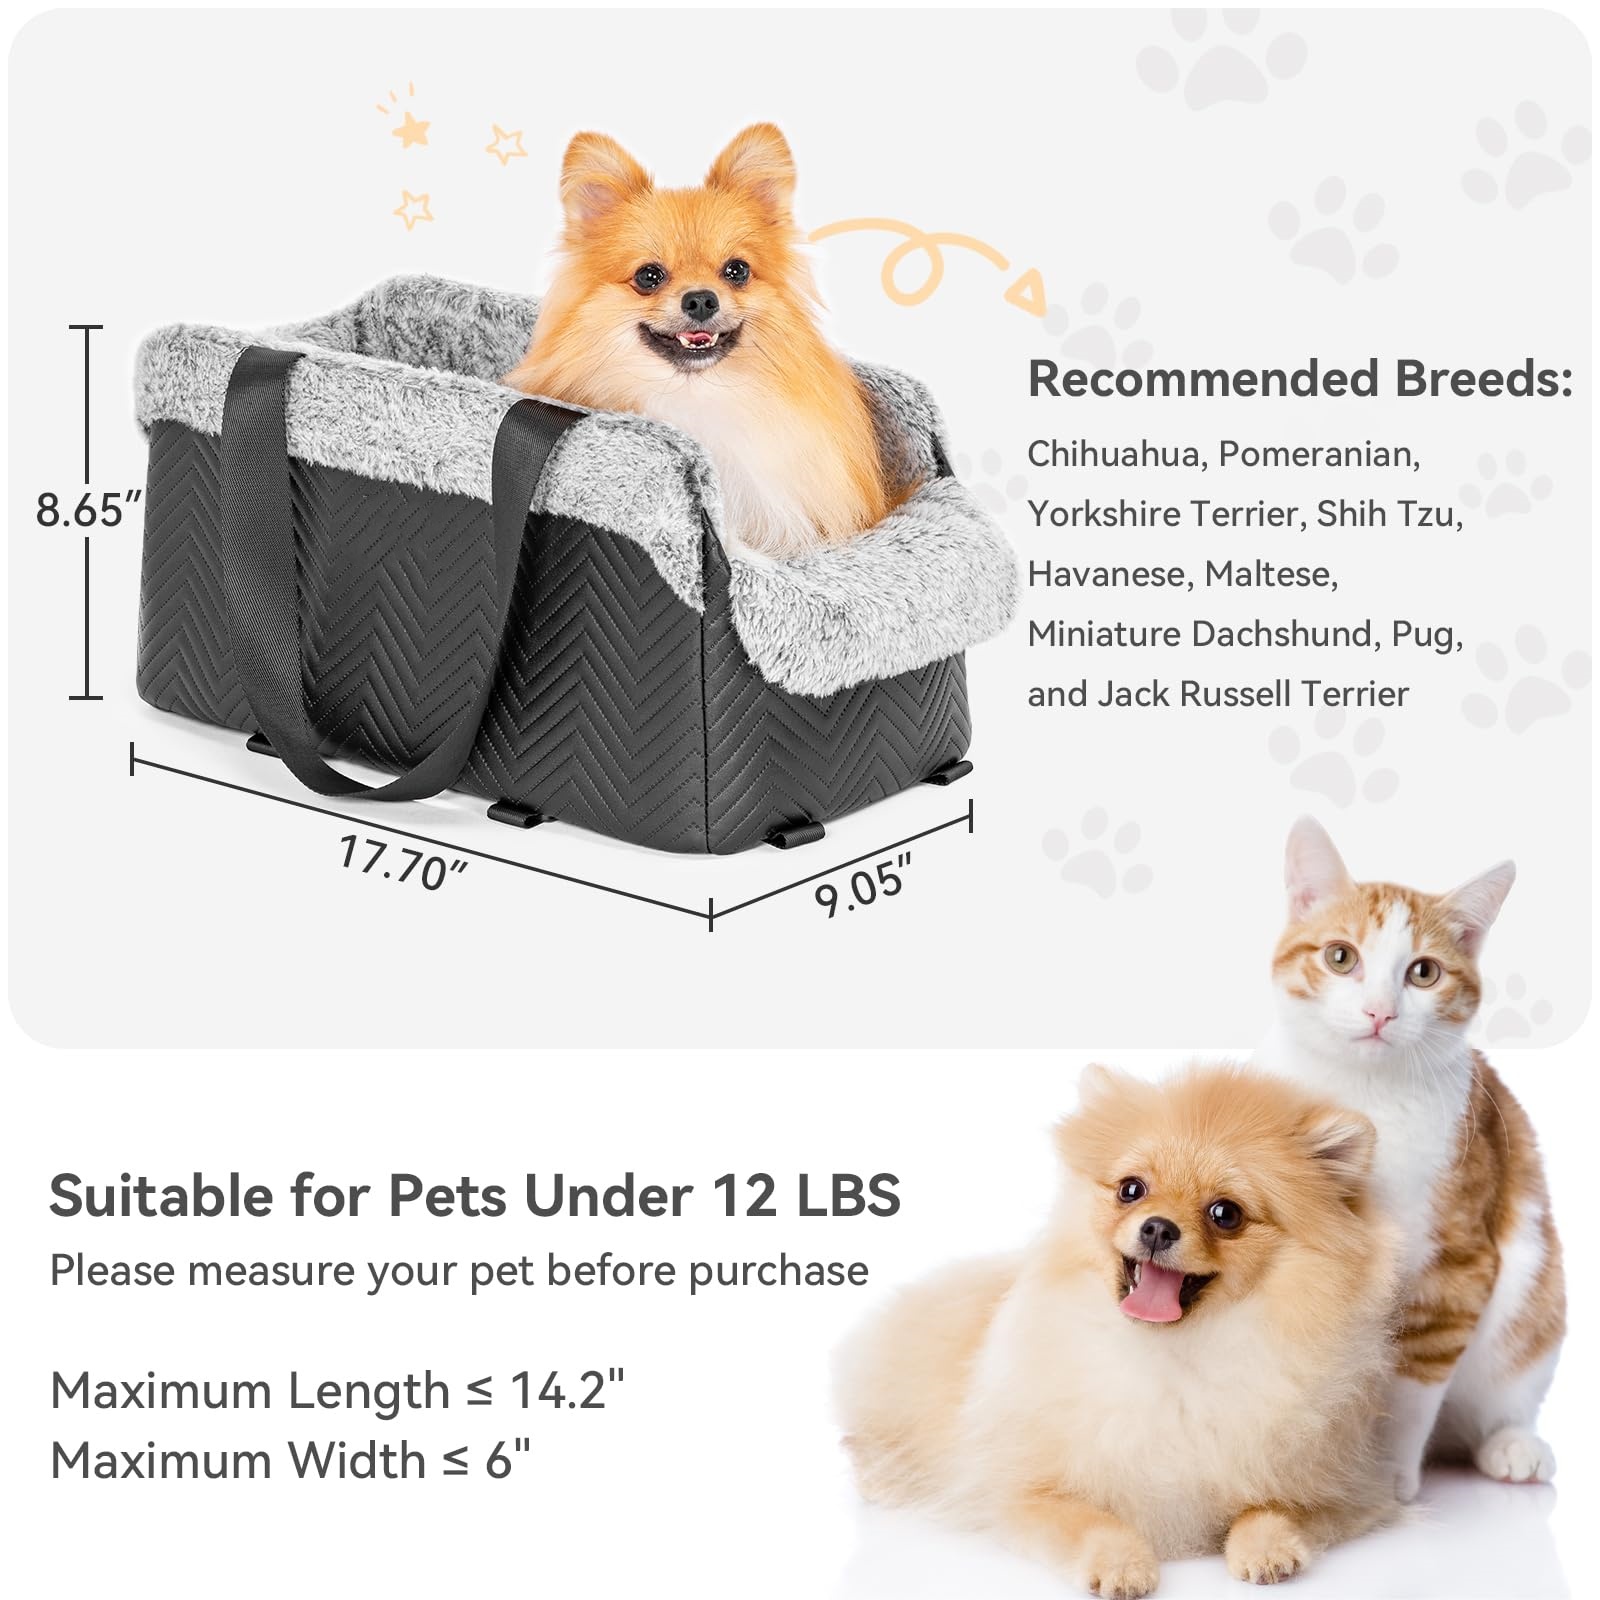 8.65"
17.70"
9.05"
Recommended Breeds:
Chihuahua, Pomeranian,
Yorkshire Terrier, Shih Tzu,
Havanese, Maltese,
Miniature Dachshund, Pug,
and Jack Russell Terrier
Suitable for Pets Under 12 LBS
Please measure your pet before purchase
Maximum Length ≤ 14.2"
Maximum Width ≤ 6"